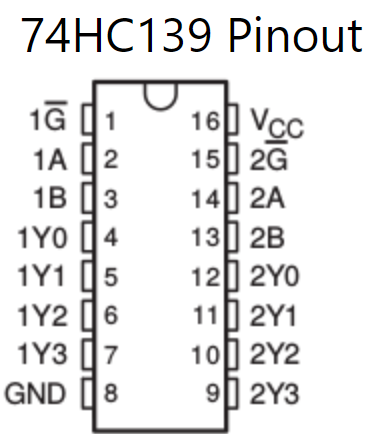 74HC139 Pinout
1G̅ 1 16 VCC
1A 2 15 2G̅
1B 3 14 2A
1Y0 4 13 2B
1Y1 5 12 2Y0
1Y2 6 11 2Y1
1Y3 7 10 2Y2
GND 8 9 2Y3